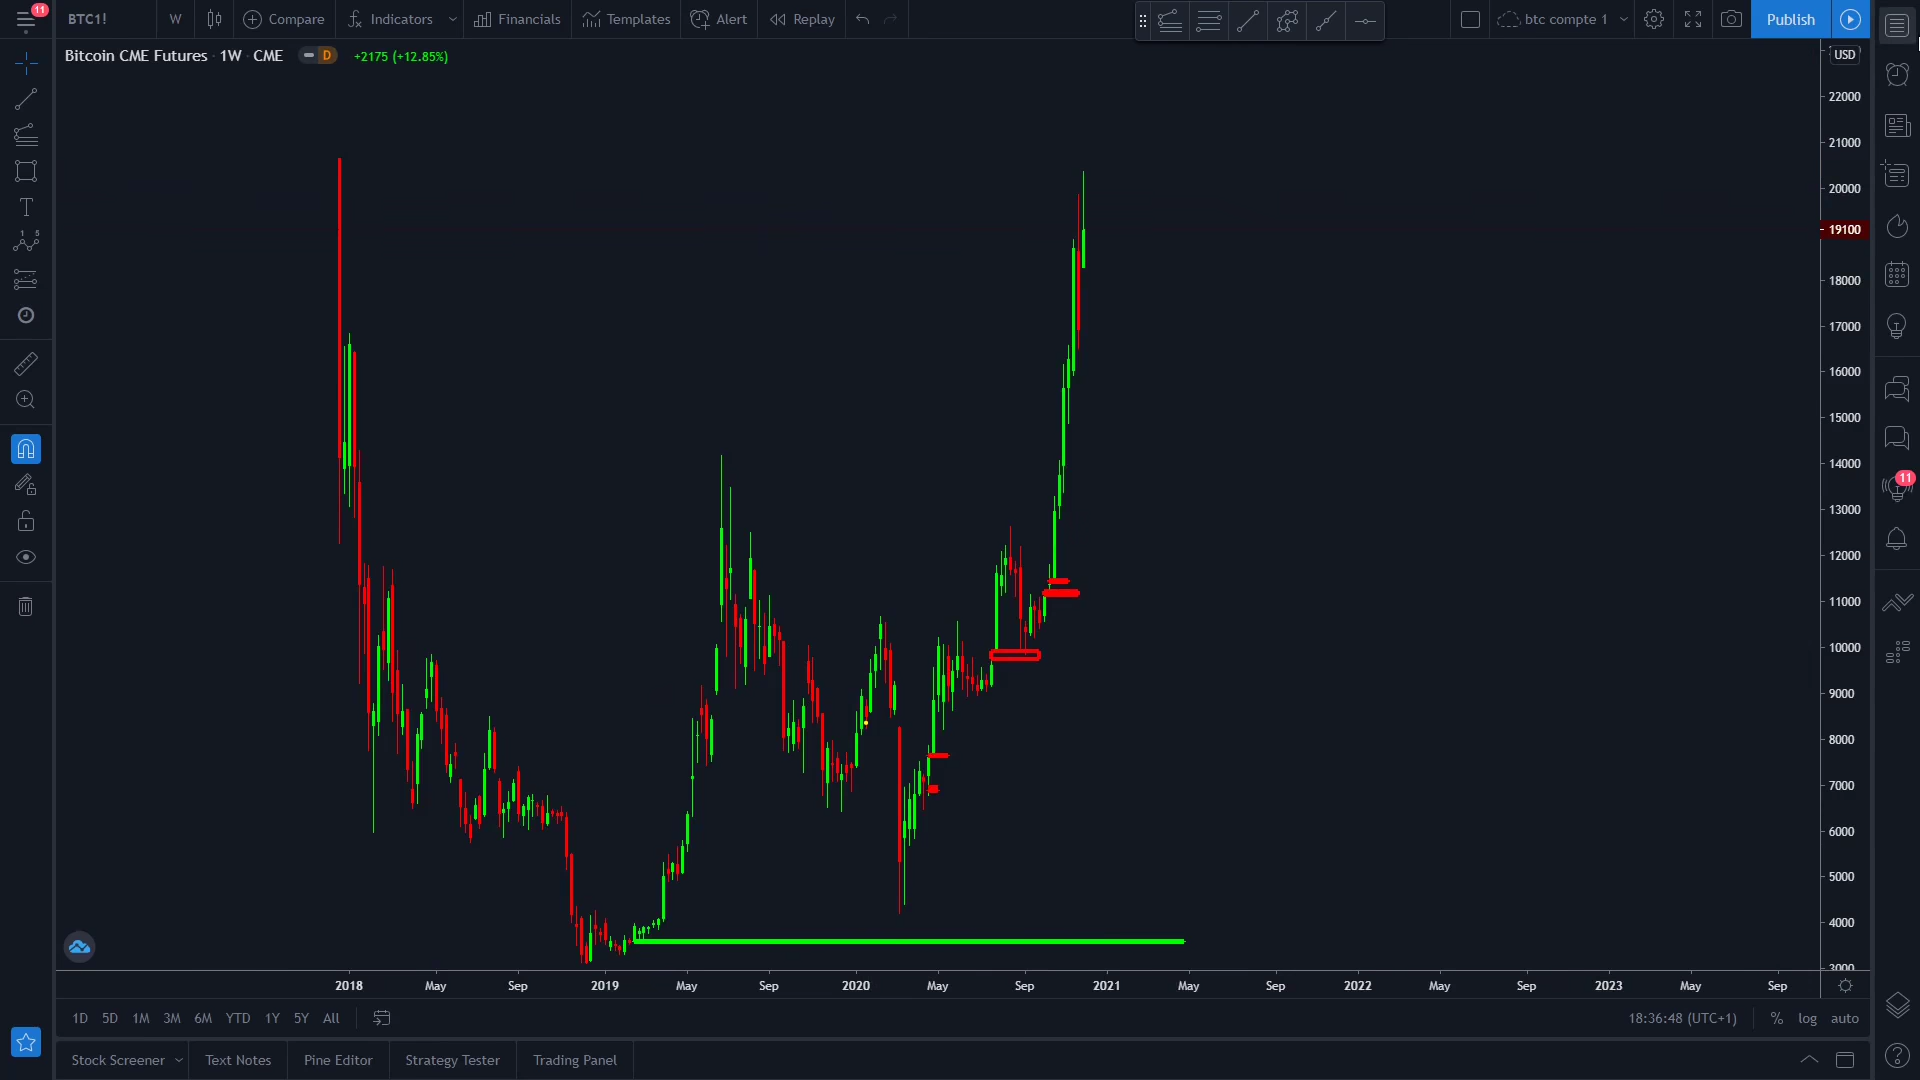 11
BTC1!
W
Compare
Indicators
Financials
Templates
Alert
Replay
btc compte 1
Publish
Bitcoin CME Futures · 1W · CME
D
+2175 (+12.85%)
USD
22000
21000
20000
19100
18000
17000
16000
15000
14000
13000
12000
11000
10000
9000
8000
7000
6000
5000
4000
3000
T
1 5
11
2018
May
Sep
2019
May
Sep
2020
May
Sep
2021
May
Sep
2022
May
Sep
2023
May
Sep
1D 5D 1M 3M 6M YTD 1Y 5Y All
18:36:48 (UTC+1)
% log auto
Stock Screener
Text Notes
Pine Editor
Strategy Tester
Trading Panel